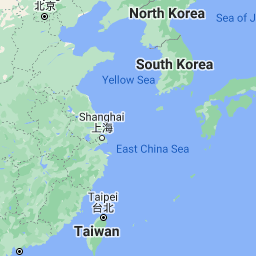 北京
North Korea
Sea of J
South Korea
Yellow Sea
Shanghai
上海
East China Sea
Taipei
台北
Taiwan